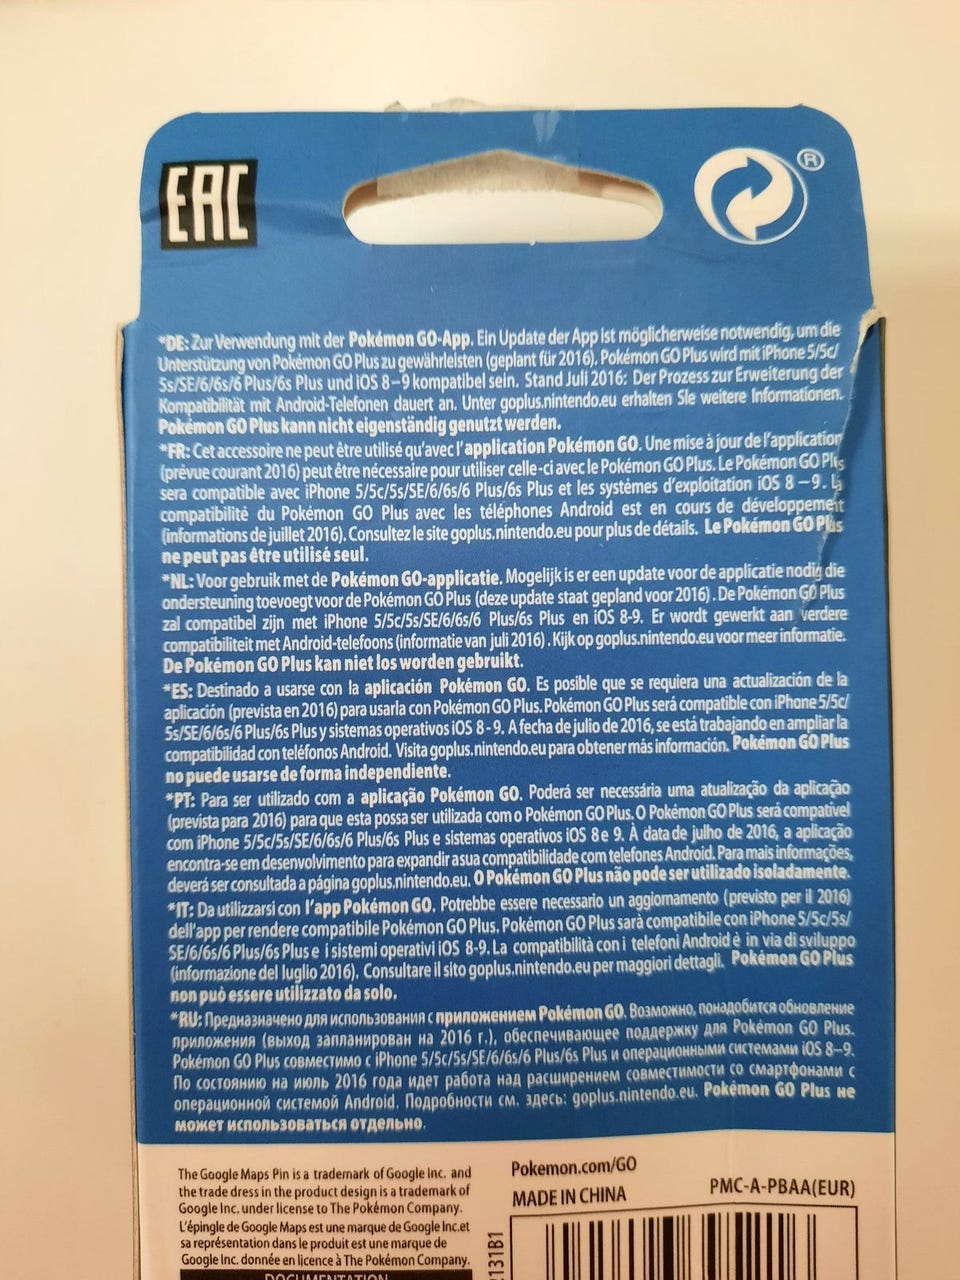 EAC
®
*DE: Zur Verwendung mit der Pokémon GO-App. Ein Update der App ist möglicherweise notwendig, um die
Unterstützung von Pokémon GO Plus zu gewährleisten (geplant für 2016). Pokémon GO Plus wird mit iPhone 5/5c/
5s/SE/6/6s/6 Plus/6s Plus und iOS 8–9 kompatibel sein. Stand Juli 2016: Der Prozess zur Erweiterung der
Kompatibilität mit Android-Telefonen dauert an. Unter goplus.nintendo.eu erhalten SIe weitere Informationen.
Pokémon GO Plus kann nicht eigenständig genutzt werden.
*FR: Cet accessoire ne peut être utilisé qu'avec l'application Pokémon GO. Une mise à jour de l'application
(prévue courant 2016) peut être nécessaire pour utiliser celle-ci avec le Pokémon GO Plus. Le Pokémon GO Plus
sera compatible avec iPhone 5/5c/5s/SE/6/6s/6 Plus/6s Plus et les systèmes d'exploitation iOS 8 –9. La
compatibilité du Pokémon GO Plus avec les téléphones Android est en cours de développement
(informations de juillet 2016). Consultez le site goplus.nintendo.eu pour plus de détails. Le Pokémon GO Plus
ne peut pas être utilisé seul.
*NL: Voor gebruik met de Pokémon GO-applicatie. Mogelijk is er een update voor de applicatie nodig die
ondersteuning toevoegt voor de Pokémon GO Plus (deze update staat gepland voor 2016) . De Pokémon GO Plus
zal compatibel zijn met iPhone 5/5c/5s/SE/6/6s/6 Plus/6s Plus en iOS 8-9. Er wordt gewerkt aan verdere
compatibiliteit met Android-telefoons (informatie van juli 2016) . Kijk op goplus.nintendo.eu voor meer informatie.
De Pokémon GO Plus kan niet los worden gebruikt.
*ES: Destinado a usarse con la aplicación Pokémon GO. Es posible que se requiera una actualización de la
aplicación (prevista en 2016) para usarla con Pokémon GO Plus. Pokémon GO Plus será compatible con iPhone 5/5c/
5s/SE/6/6s/6 Plus/6s Plus y sistemas operativos iOS 8 - 9. A fecha de julio de 2016, se está trabajando en ampliar la
compatibilidad con teléfonos Android. Visita goplus.nintendo.eu para obtener más información. Pokémon GO Plus
no puede usarse de forma independiente.
*PT: Para ser utilizado com a aplicação Pokémon GO. Poderá ser necessária uma atualização da aplicação
(prevista para 2016) para que esta possa ser utilizada com o Pokémon GO Plus. O Pokémon GO Plus será compatível
com iPhone 5/5c/5s/SE/6/6s/6 Plus/6s Plus e sistemas operativos iOS 8 e 9. À data de julho de 2016, a aplicação
encontra-se em desenvolvimento para expandir a sua compatibilidade com telefones Android. Para mais informações,
deverá ser consultada a página goplus.nintendo.eu. O Pokémon GO Plus não pode ser utilizado isoladamente.
*IT: Da utilizzarsi con l'app Pokémon GO. Potrebbe essere necessario un aggiornamento (previsto per il 2016)
dell'app per rendere compatibile Pokémon GO Plus. Pokémon GO Plus sarà compatibile con iPhone 5/5c/5s/
SE/6/6s/6 Plus/6s Plus e i sistemi operativi iOS 8-9. La compatibilità con i telefoni Android è in via di sviluppo
(informazione del luglio 2016). Consultare il sito goplus.nintendo.eu per maggiori dettagli. Pokémon GO Plus
non può essere utilizzato da solo.
*RU: Предназначено для использования с приложением Pokémon GO. Возможно, понадобится обновление
приложения (выход запланирован на 2016 г.), обеспечивающее поддержку для Pokémon GO Plus.
Pokémon GO Plus совместимо с iPhone 5/5c/5s/SE/6/6s/6 Plus/6s Plus и операционными системами iOS 8–9.
По состоянию на июль 2016 года идет работа над расширением совместимости со смартфонами с
операционной системой Android. Подробности см. здесь: goplus.nintendo.eu. Pokémon GO Plus не
может использоваться отдельно.
The Google Maps Pin is a trademark of Google Inc. and
the trade dress in the product design is a trademark of
Google Inc. under license to The Pokémon Company.
L'épingle de Google Maps est une marque de Google Inc.et
sa représentation dans le produit est une marque de
Google Inc. donnée en licence à The Pokémon Company.
DOCUMENTATION
Pokemon.com/GO
MADE IN CHINA
PMC-A-PBAA(EUR)
131B1